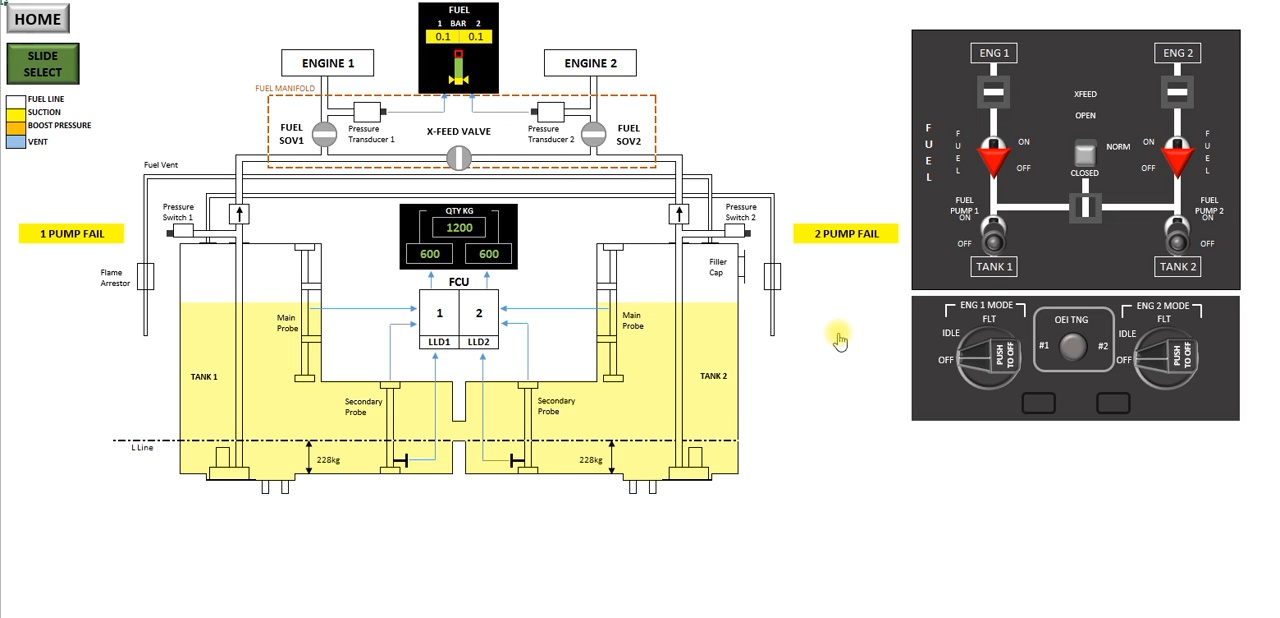 HOME
SLIDE
SELECT
FUEL LINE
SUCTION
BOOST PRESSURE
VENT
FUEL
1 BAR 2
0.1 0.1
ENGINE 1
ENGINE 2
FUEL MANIFOLD
FUEL
SOV1
Pressure
Transducer 1
X-FEED VALVE
Pressure
Transducer 2
FUEL
SOV2
Fuel Vent
Pressure
Switch 1
Pressure
Switch 2
1 PUMP FAIL
2 PUMP FAIL
QTY KG
1200
600 600
FCU
1 2
LLD1 LLD2
Flame
Arrestor
Filler
Cap
Main
Probe
Main
Probe
TANK 1
TANK 2
Secondary
Probe
Secondary
Probe
L Line
228kg
228kg
ENG 1
ENG 2
XFEED
OPEN
NORM
CLOSED
FUEL
FUEL
FUEL
ON
OFF
ON
OFF
FUEL
PUMP 1
ON
OFF
FUEL
PUMP 2
ON
OFF
TANK 1
TANK 2
ENG 1 MODE
FLT
IDLE
OFF
PUSH
TO OFF
OEI TNG
#1 #2
ENG 2 MODE
FLT
IDLE
OFF
PUSH
TO OFF